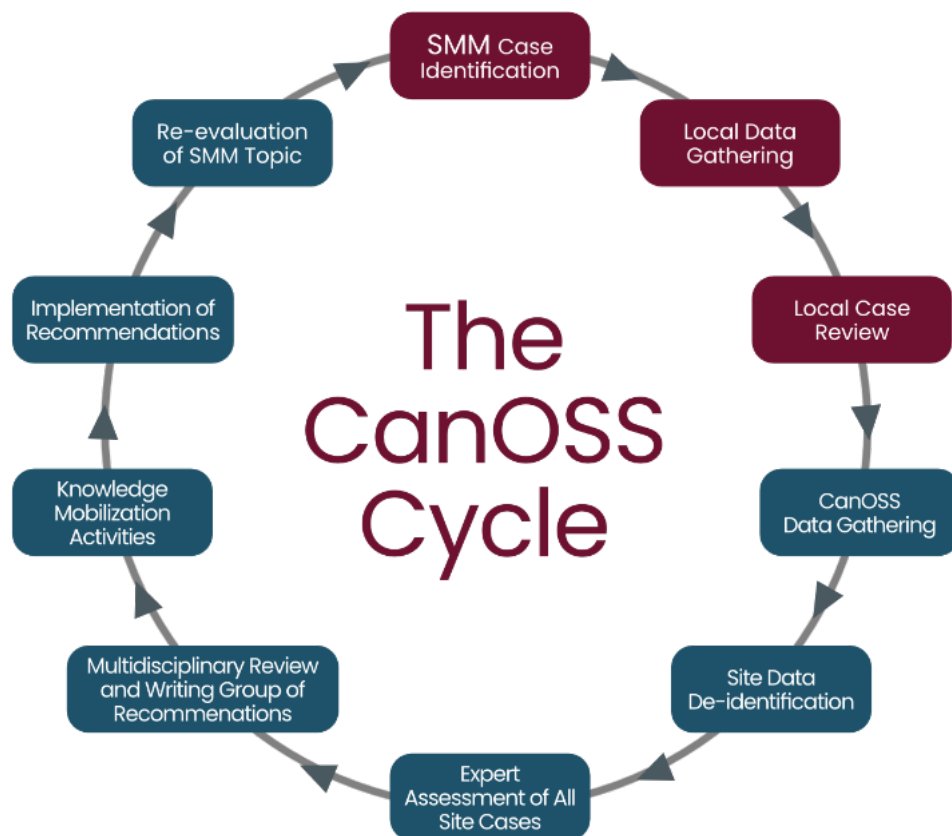 SMM Case
Identification
Local Data
Gathering
Local Case
Review
CanOSS
Data Gathering
Site Data
De-identification
Expert
Assessment of All
Site Cases
Multidisciplinary Review
and Writing Group of
Recommenations
Knowledge
Mobilization
Activities
Implementation of
Recommendations
Re-evaluation
of SMM Topic
The
CanOSS
Cycle